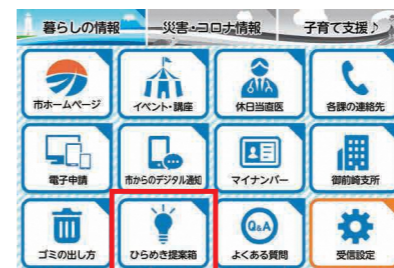 暮らしの情報 災害・コロナ情報 子育て支援♪
市ホームページ イベント・講座 休日当直医 各課の連絡先
電子申請 市からのデジタル通知 マイナンバー 御前崎支所
Q&A
ゴミの出し方 ひらめき提案箱 よくある質問 受信設定